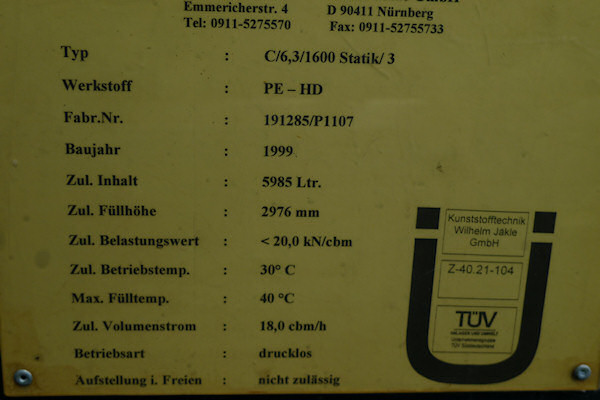 Emmericherstr. 4 D 90411 Nürnberg
Tel: 0911-5275570 Fax: 0911-52755733
Typ : C/6,3/1600 Statik/ 3
Werkstoff : PE – HD
Fabr.Nr. : 191285/P1107
Baujahr : 1999
Zul. Inhalt : 5985 Ltr.
Zul. Füllhöhe : 2976 mm
Zul. Belastungswert : < 20,0 kN/cbm
Zul. Betriebstemp. : 30° C
Max. Fülltemp. : 40 °C
Zul. Volumenstrom : 18,0 cbm/h
Betriebsart : drucklos
Aufstellung i. Freien : nicht zulässig
Kunststofftechnik
Wilhelm Jäkle
GmbH
Z-40.21-104
TÜV